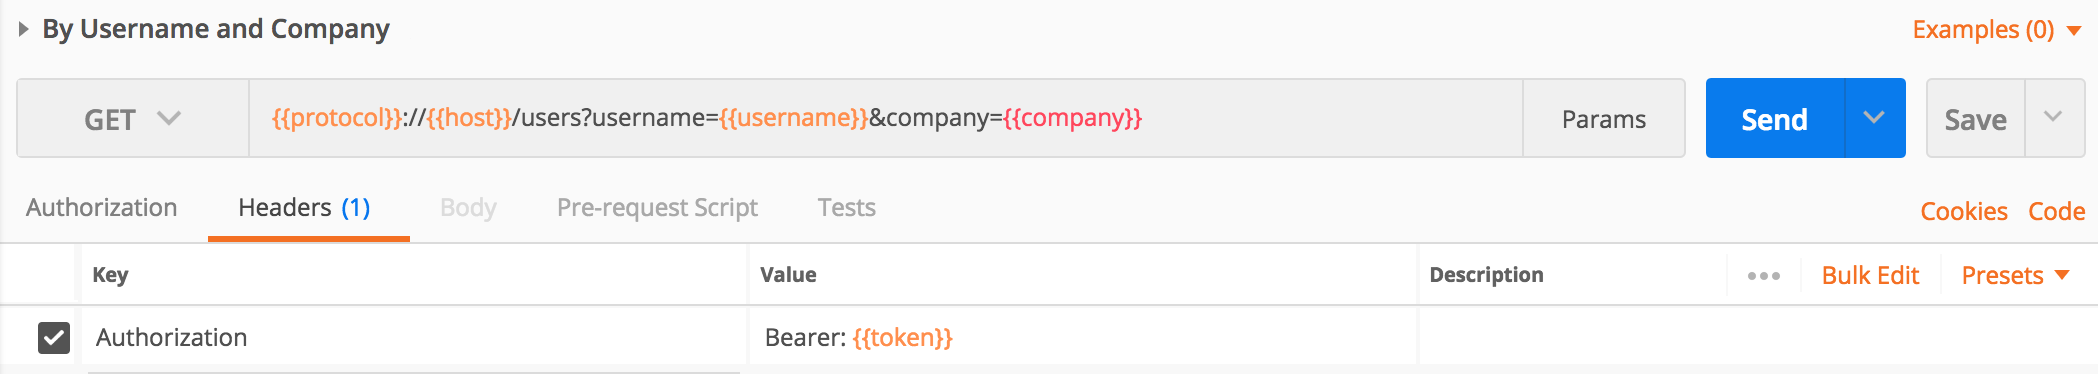 By Username and Company
Examples (0)
GET
{{protocol}}://{{host}}/users?username={{username}}&company={{company}}
Params
Send
Save
Authorization
Headers (1)
Body
Pre-request Script
Tests
Cookies
Code
Key
Value
Description
Bulk Edit
Presets
Authorization
Bearer: {{token}}